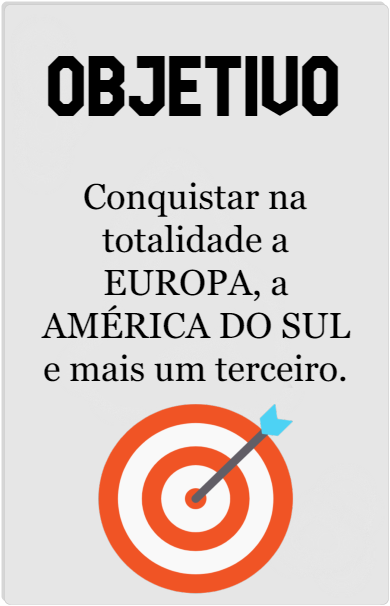 OBJETIVO
Conquistar na
totalidade a
EUROPA, a
AMÉRICA DO SUL
e mais um terceiro.